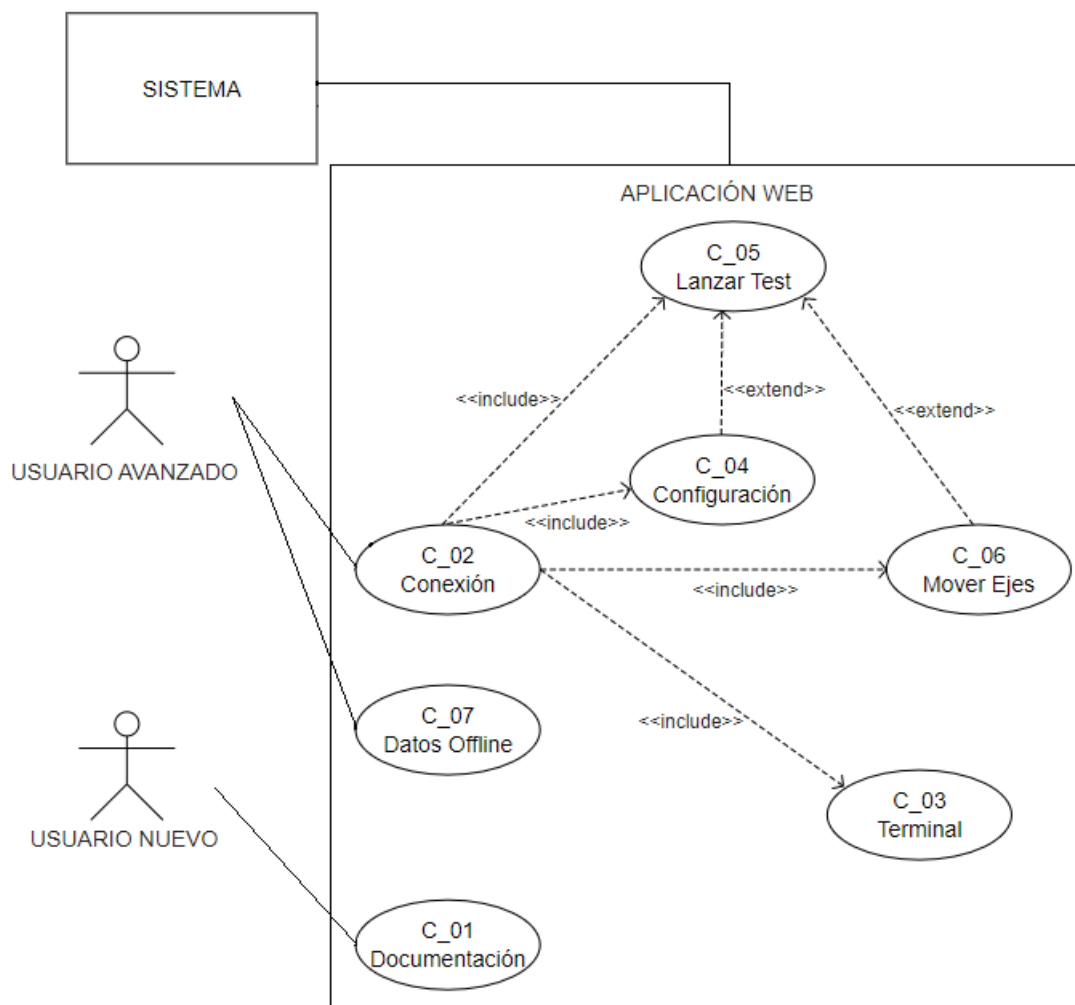 SISTEMA
APLICACIÓN WEB
C_05
Lanzar Test
<<include>>
<<extend>>
<<extend>>
USUARIO AVANZADO
C_04
Configuración
<<include>>
C_02
Conexión
C_06
Mover Ejes
<<include>>
C_07
Datos Offline
<<include>>
C_03
Terminal
USUARIO NUEVO
C_01
Documentación